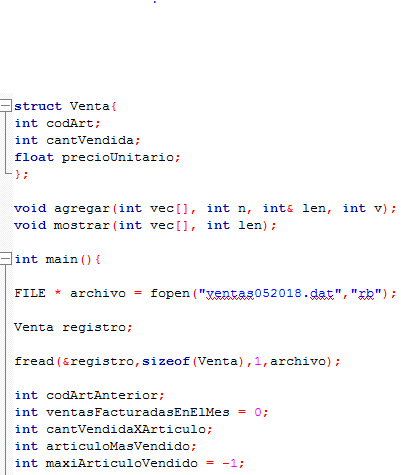 struct Venta{
int codArt;
int cantVendida;
float precioUnitario;
};
void agregar(int vec[], int n, int& len, int v);
void mostrar(int vec[], int len);
int main(){
FILE * archivo = fopen("ventas052018.dat","rb");
Venta registro;
fread(&registro,sizeof(Venta),1,archivo);
int codArtAnterior;
int ventasFacturadasEnElMes = 0;
int cantVendidaXArticulo;
int articuloMasVendido;
int maxiArticuloVendido = -1;